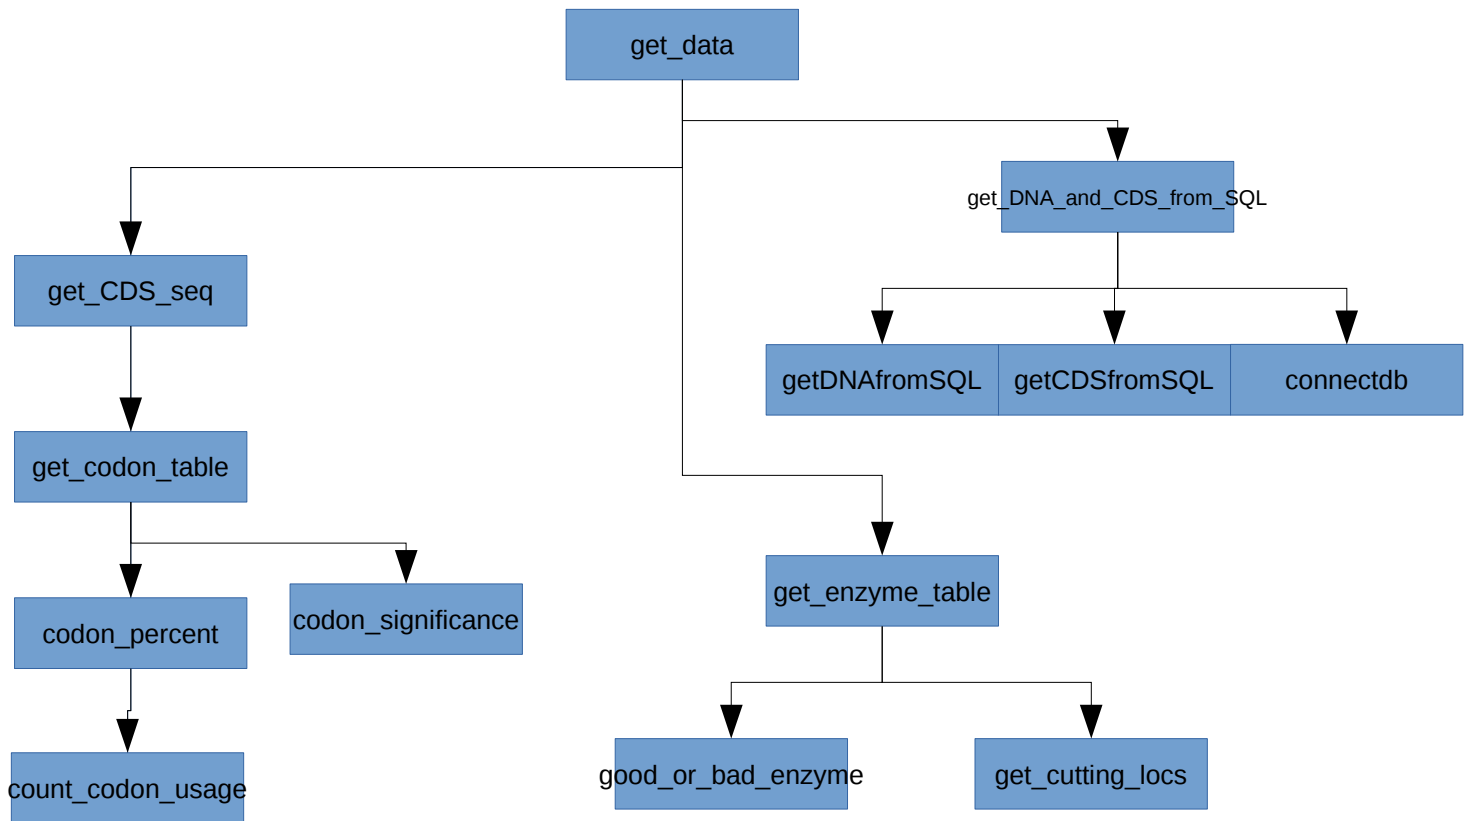 get_data
get_DNA_and_CDS_from_SQL
get_CDS_seq
getDNAfromSQL
getCDSfromSQL
connectdb
get_codon_table
get_enzyme_table
codon_percent
codon_significance
count_codon_usage
good_or_bad_enzyme
get_cutting_locs